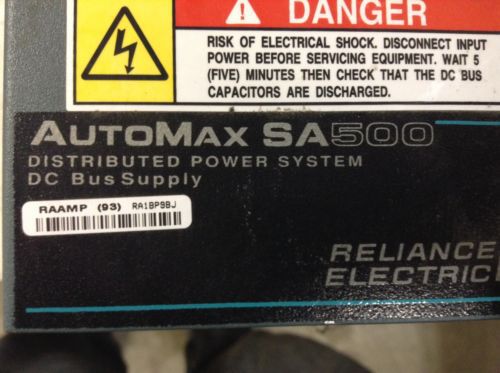 DANGER
RISK OF ELECTRICAL SHOCK. DISCONNECT INPUT
POWER BEFORE SERVICING EQUIPMENT. WAIT 5
(FIVE) MINUTES THEN CHECK THAT THE DC BUS
CAPACITORS ARE DISCHARGED.
AUTOMAX SA500
DISTRIBUTED POWER SYSTEM
DC Bus Supply
RAAMP (93) RA1BP9BJ
RELIANCE
ELECTRIC